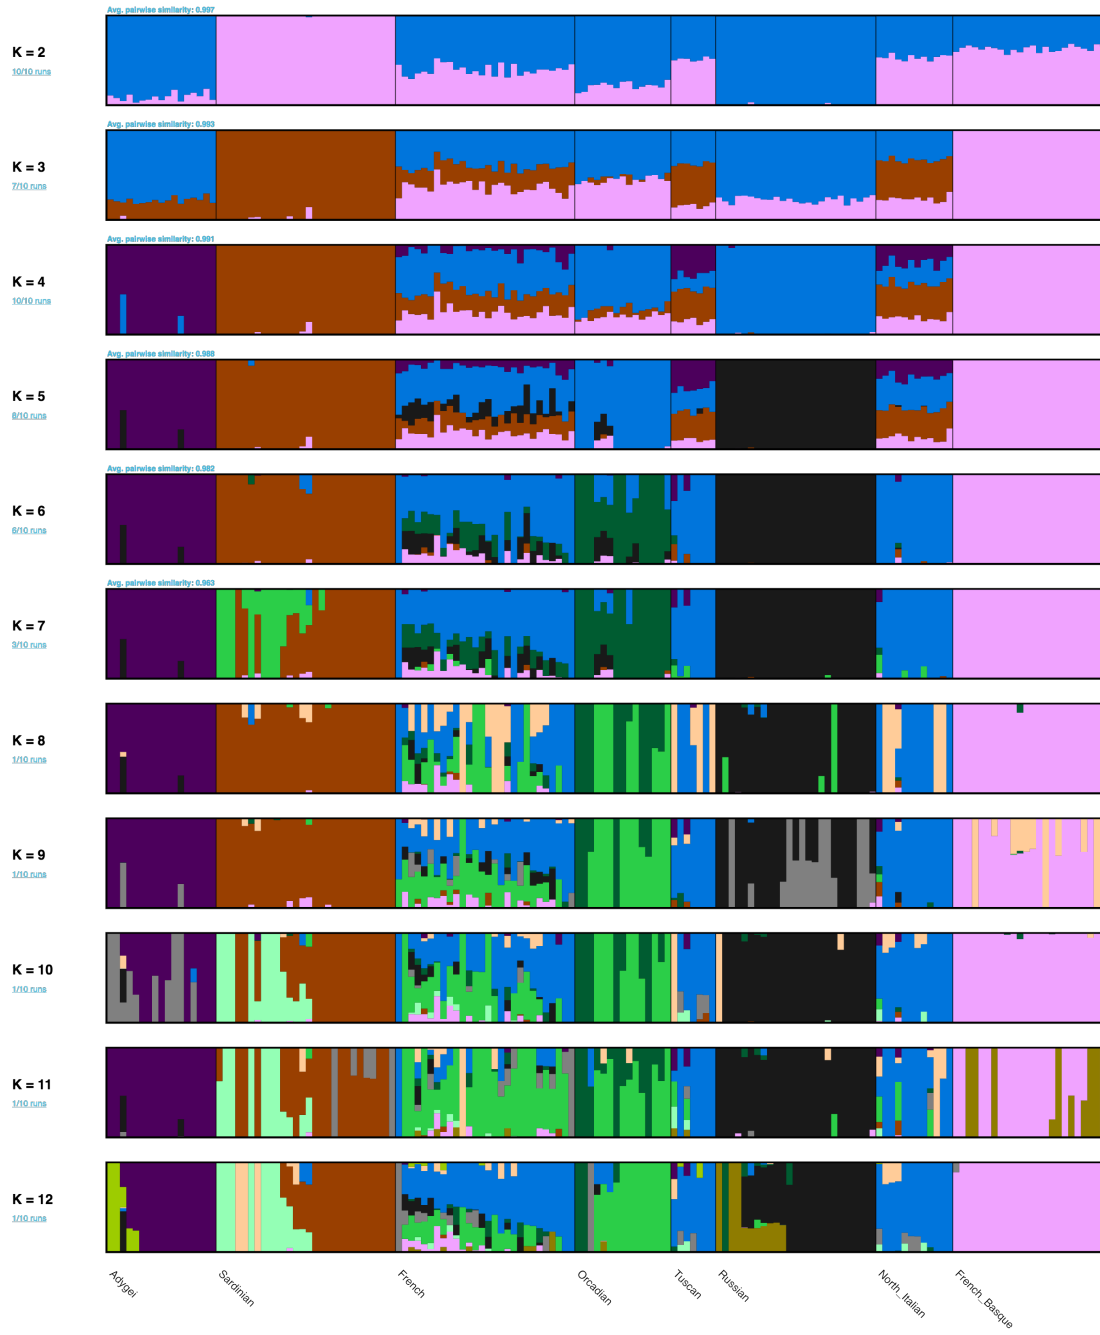 Avg. pairwise similarity: 0.997
K = 2
10/10 runs
Avg. pairwise similarity: 0.993
K = 3
7/10 runs
Avg. pairwise similarity: 0.991
K = 4
10/10 runs
Avg. pairwise similarity: 0.988
K = 5
8/10 runs
Avg. pairwise similarity: 0.982
K = 6
6/10 runs
Avg. pairwise similarity: 0.963
K = 7
3/10 runs
K = 8
1/10 runs
K = 9
1/10 runs
K = 10
1/10 runs
K = 11
1/10 runs
K = 12
1/10 runs
Adygei
Sardinian
French
Orcadian
Tuscan
Russian
North_Italian
French_Basque